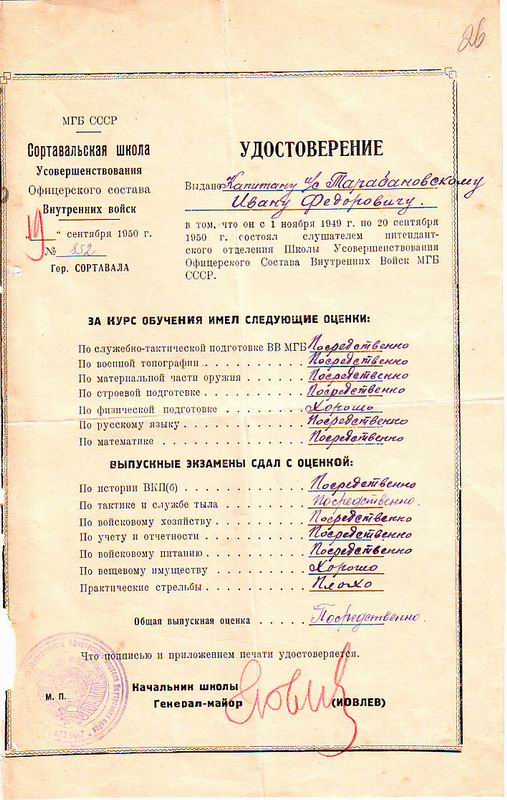 26
МГБ СССР
Сортавальская школа
Усовершенствования
Офицерского состава
Внутренних войск
"19" сентября 1950 г.
№ 852
Гор. СОРТАВАЛА
УДОСТОВЕРЕНИЕ
Выдано Капитану и/с Тарабановскому
Ивану Федоровичу.
в том, что он с 1 ноября 1949 г. по 20 сентября
1950 г. состоял слушателем интендант-
ского отделения Школы Усовершенствования
Офицерского Состава Внутренних Войск МГБ
СССР.
ЗА КУРС ОБУЧЕНИЯ ИМЕЛ СЛЕДУЮЩИЕ ОЦЕНКИ:
По служебно-тактической подготовке ВВ МГБ Посредственно
По военной топографии . . . . . . . . . Посредственно
По материальной части оружия . . . . . . Посредственно
По строевой подготовке . . . . . . . . . Посредственно
По физической подготовке . . . . . . . . Хорошо
По русскому языку . . . . . . . . . . . Посредственно
По математике . . . . . . . . . . . . . Посредственно
ВЫПУСКНЫЕ ЭКЗАМЕНЫ СДАЛ С ОЦЕНКОЙ:
По истории ВКП(б) . . . . . . . . . . . Посредственно
По тактике и службе тыла . . . . . . . . Посредственно.
По войсковому хозяйству . . . . . . . . Посредственно
По учету и отчетности . . . . . . . . . Посредственно
По войсковому питанию . . . . . . . . . Посредственно
По вещевому имуществу . . . . . . . . . Хорошо
Практические стрельбы . . . . . . . . . Плохо
Общая выпускная оценка . . . . . Посредственно.
Что подписью и приложением печати удостоверяется.
М. П.
Начальник школы
Генерал-майор Иовлев (ИОВЛЕВ)